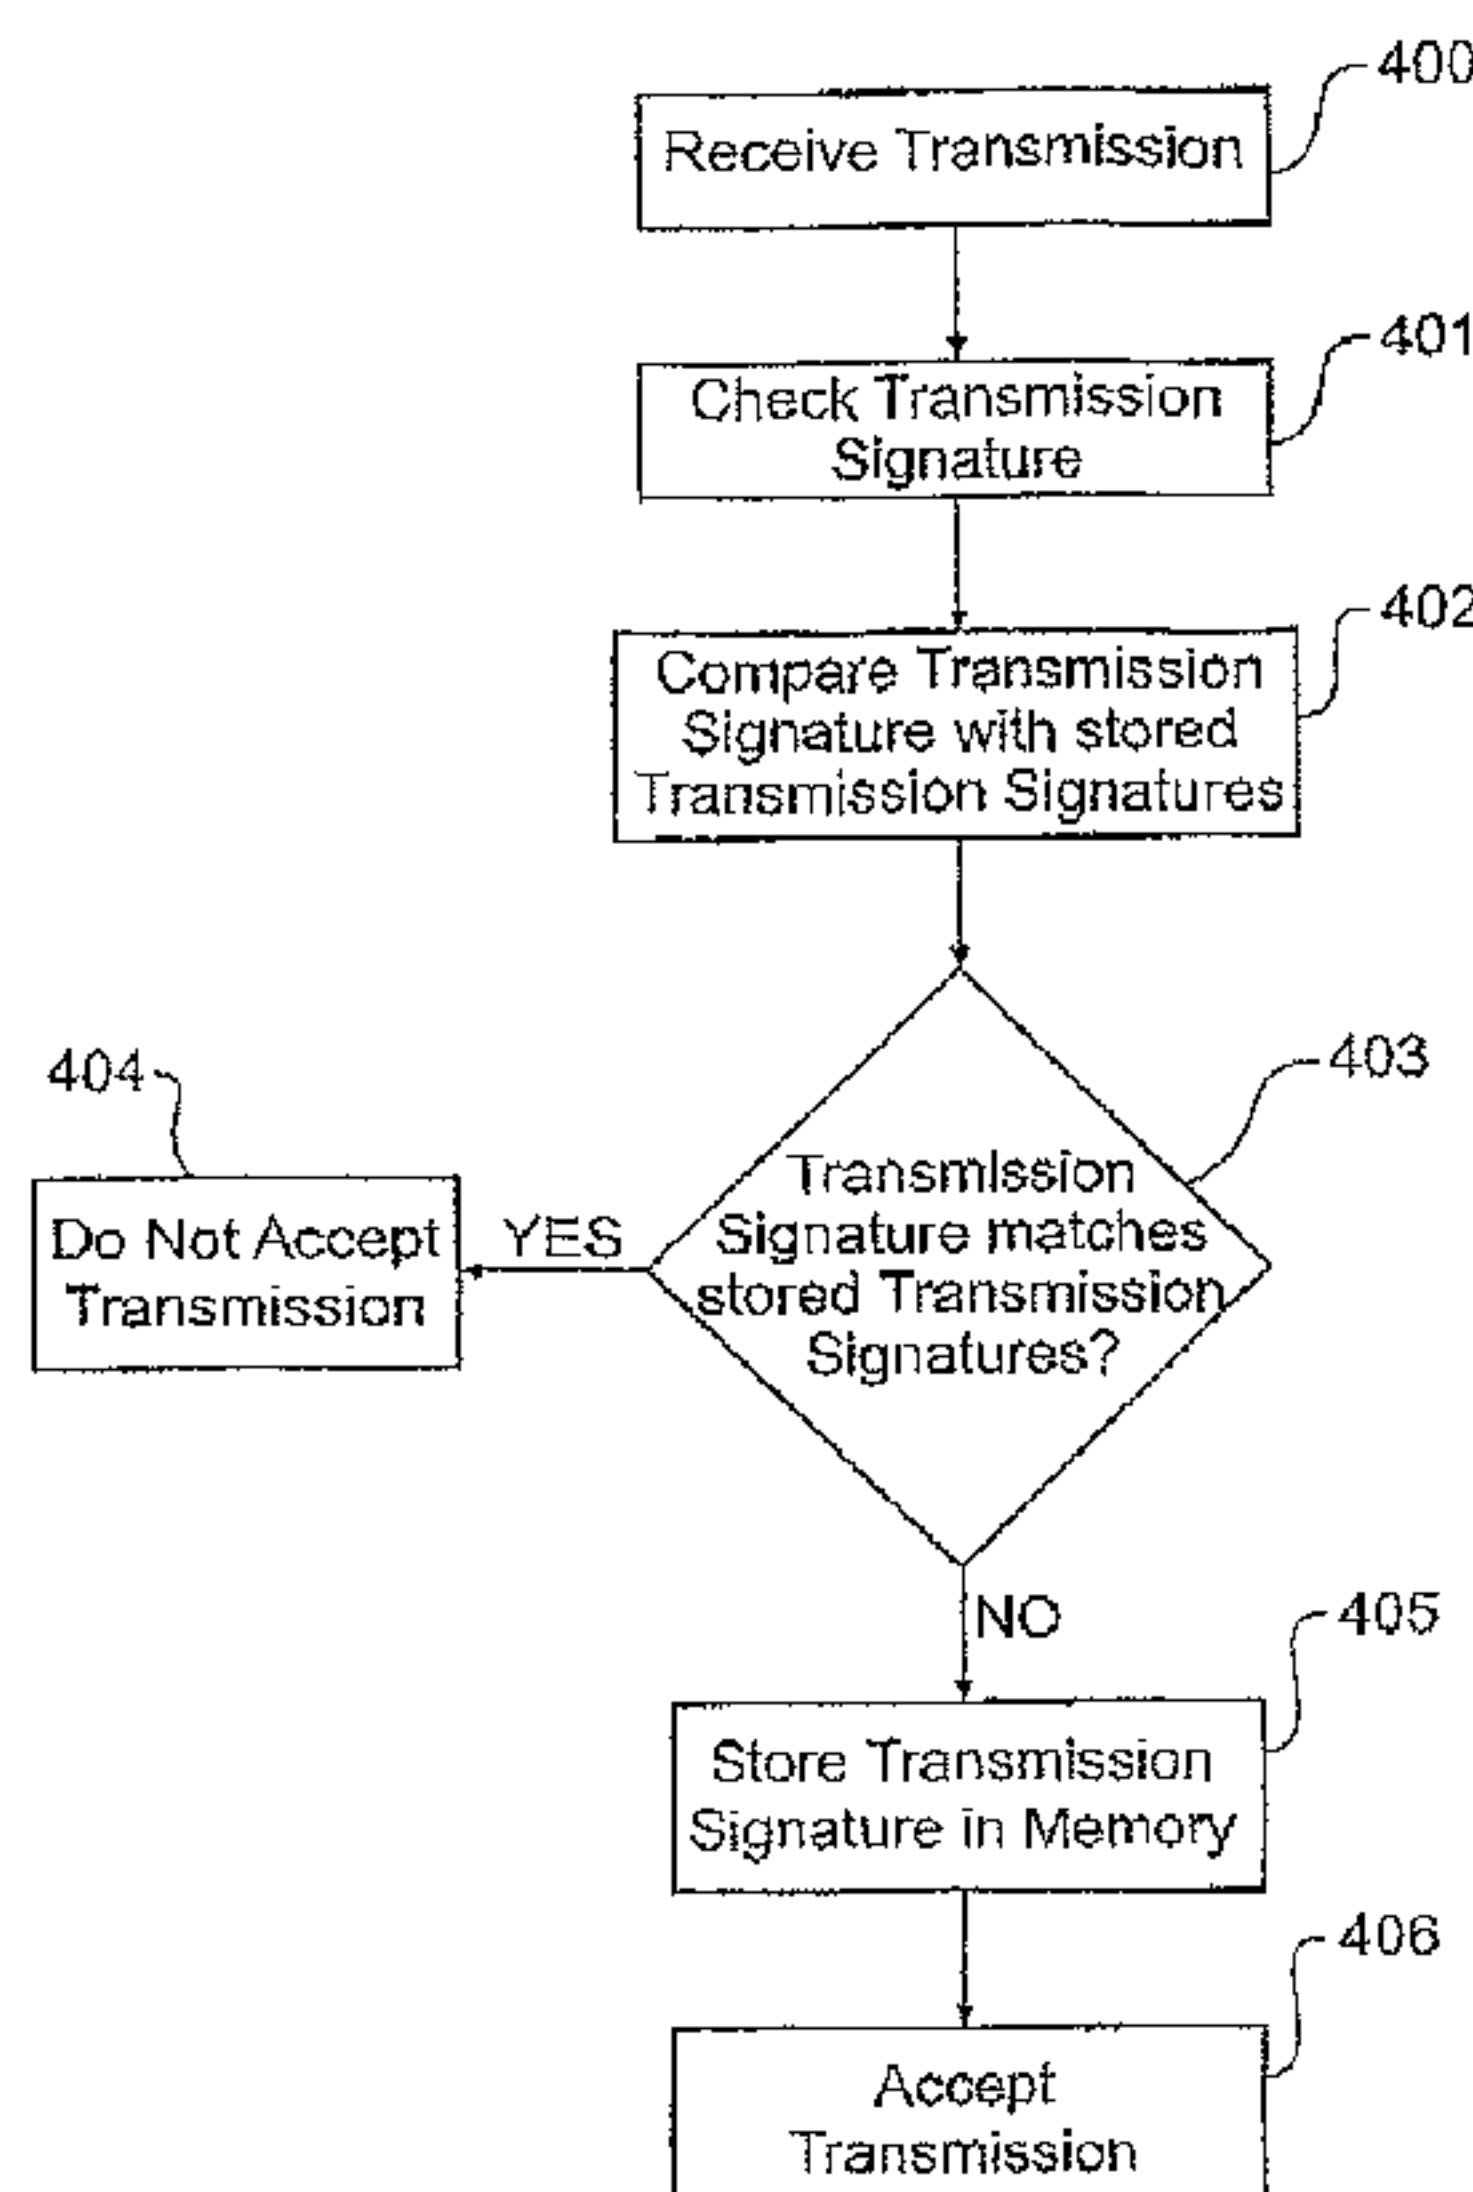 400
Receive Transmission
401
Check Transmission
Signature
402
Compare Transmission
Signature with stored
Transmission Signatures
403
Transmission
Signature matches
stored Transmission
Signatures?
404
YES
Do Not Accept
Transmission
NO
405
Store Transmission
Signature in Memory
406
Accept
Transmission